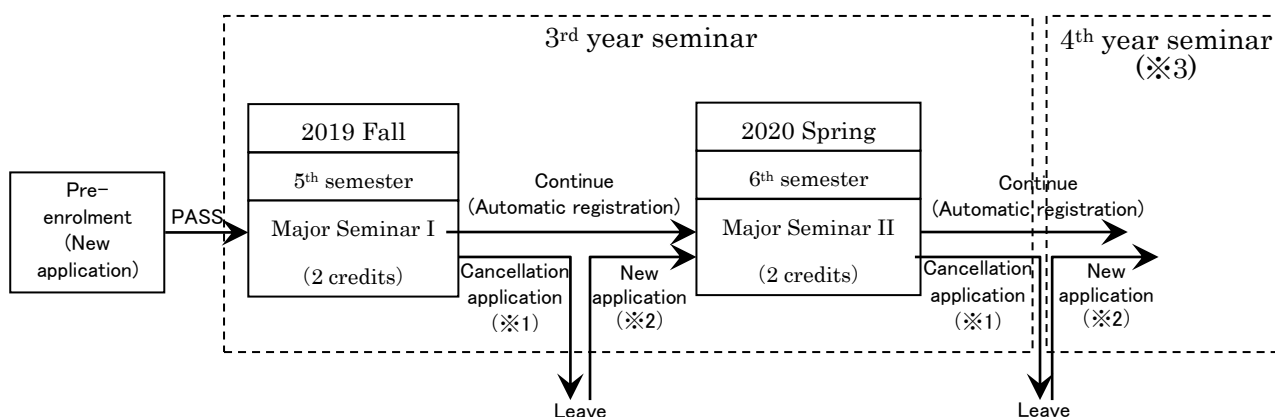 3rd year seminar
4th year seminar
(※3)
2019 Fall
5th semester
Major Seminar I
(2 credits)
2020 Spring
6th semester
Major Seminar II
(2 credits)
Pre-
enrolment
(New
application)
PASS
Continue
(Automatic registration)
Continue
(Automatic registration)
Cancellation
application
(※1)
New
application
(※2)
Cancellation
application
(※1)
New
application
(※2)
Leave
Leave